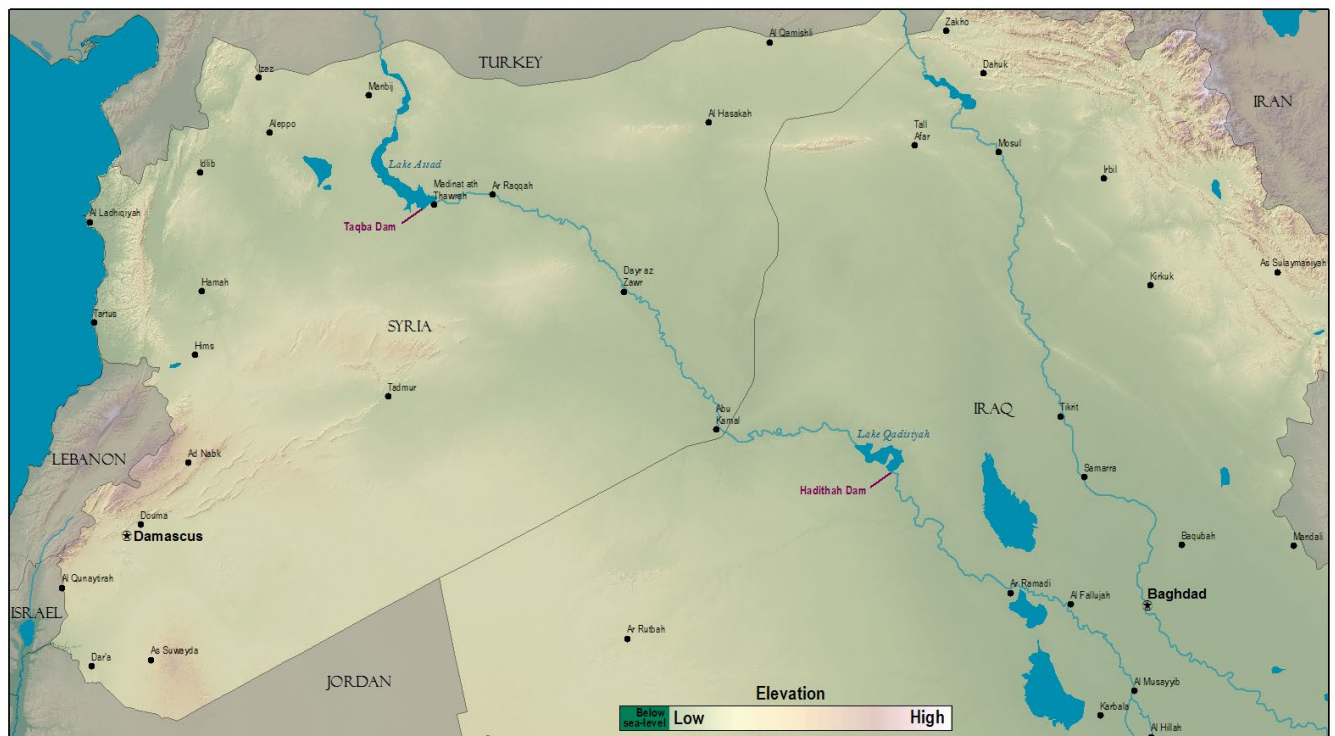 Zakho
Al Qamishli
TURKEY
Izaz
Dahuk
Manbij
IRAN
Al Hasakah
Aleppo
Tall
Afar
Mosul
Lake Assad
Idlib
Irbil
Madinat ath
Thawrah
Ar Raqqah
Al Ladhiqiyah
Taqba Dam
As Sulaymaniyah
Dayr az
Zawr
Kirkuk
Hamah
Tartus
SYRIA
Hims
Tadmur
Abu
Kamal
IRAQ
Tikrit
Lake Qadisiyah
LEBANON
Ad Nabk
Samarra
Hadithah Dam
Douma
Damascus
Baqubah
Mandali
Al Qunaytirah
Ar Ramadi
Al Fallujah
Baghdad
ISRAEL
Ar Rutbah
Dar'a
As Suwayda
JORDAN
Al Musayyib
Elevation
Karbala
Below
sea-level
Low
High
Al Hillah